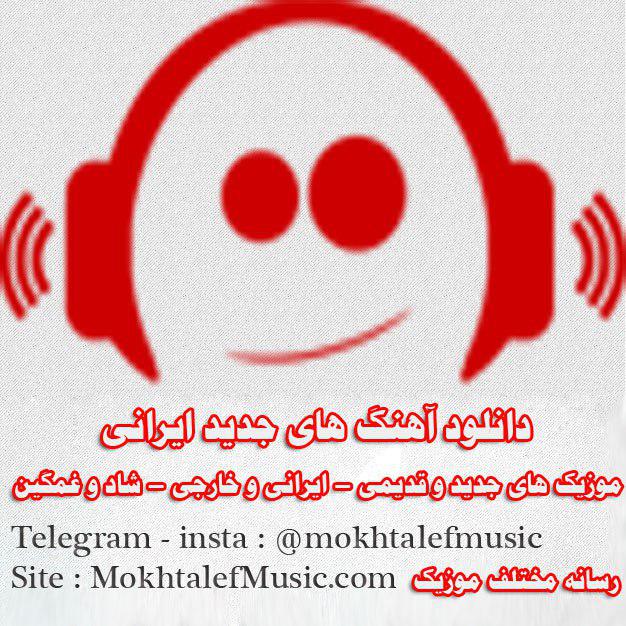 دانلود آهنگ های جدید ایرانی
موزیک های جدید و قدیمی - ایرانی و خارجی - شاد و غمگین
Telegram - insta : @mokhtalefmusic
Site : MokhtalefMusic.com رسانه مختلف موزیک